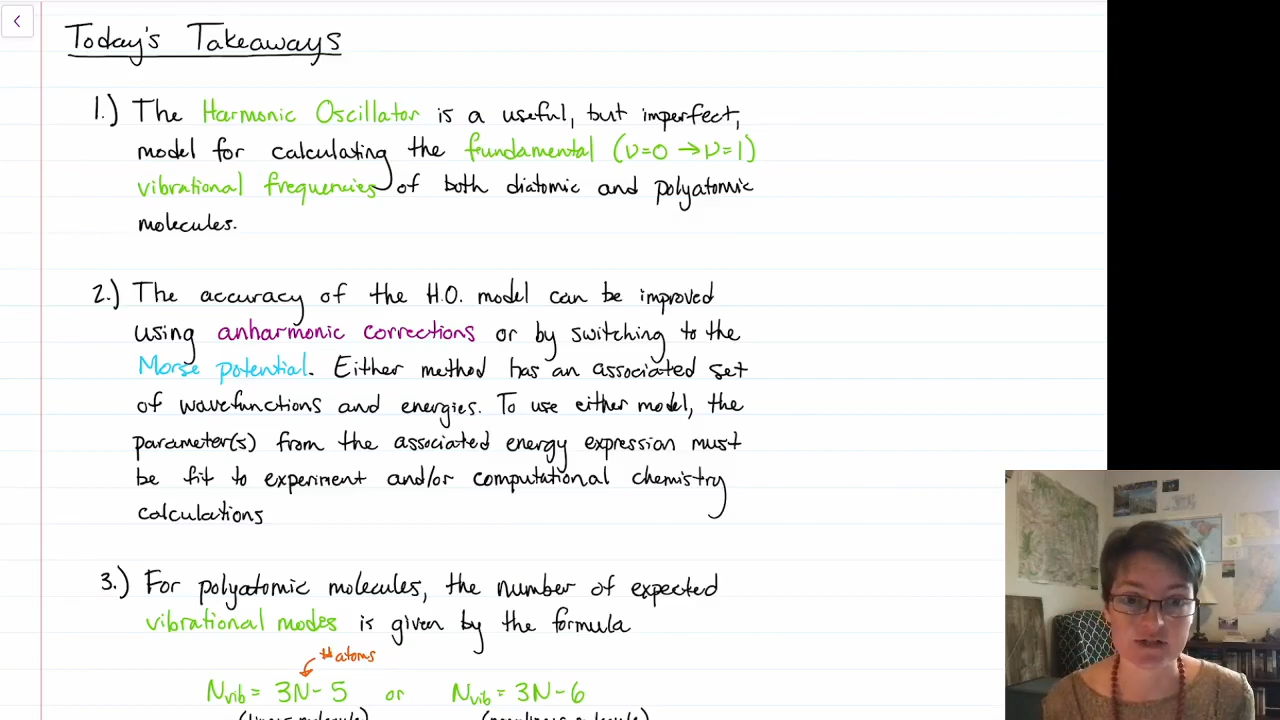 Today's Takeaways
1.) The Harmonic Oscillator is a useful, but imperfect,
model for calculating the fundamental (ν=0 →ν=1)
vibrational frequencies of both diatomic and polyatomic
molecules.
2.) The accuracy of the H.O. model can be improved
using anharmonic corrections or by switching to the
Morse potential. Either method has an associated set
of wavefunctions and energies. To use either model, the
parameter(s) from the associated energy expression must
be fit to experiment and/or computational chemistry
calculations
3.) For polyatomic molecules, the number of expected
vibrational modes is given by the formula
# atoms
Nvib = 3N-5 or Nvib = 3N-6
(linear molecule) (nonlinear molecule)